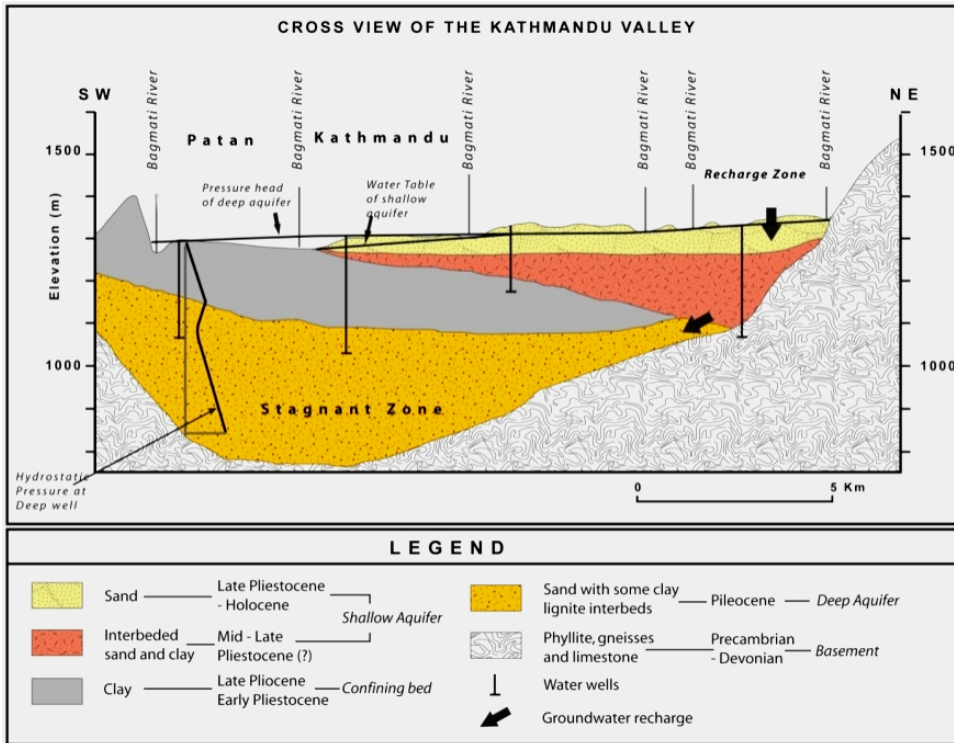 CROSS VIEW OF THE KATHMANDU VALLEY
SW
NE
Bagmati River
Bagmati River
Bagmati River
Bagmati River
Bagmati River
Bagmati River
Patan
Kathmandu
Recharge Zone
Pressure head
of deep aquifer
Water Table
of shallow
aquifer
Elevation (m)
1500
1000
1500
1000
Stagnant Zone
Hydrostatic
Pressure at
Deep well
0
5 Km
LEGEND
Sand
Late Pliestocene
- Holocene
Shallow Aquifer
Interbeded
sand and clay
Mid - Late
Pliestocene (?)
Clay
Late Pliocene
Early Pliestocene
Confining bed
Sand with some clay
lignite interbeds
Pileocene
Deep Aquifer
Phyllite, gneisses
and limestone
Precambrian
- Devonian
Basement
Water wells
Groundwater recharge